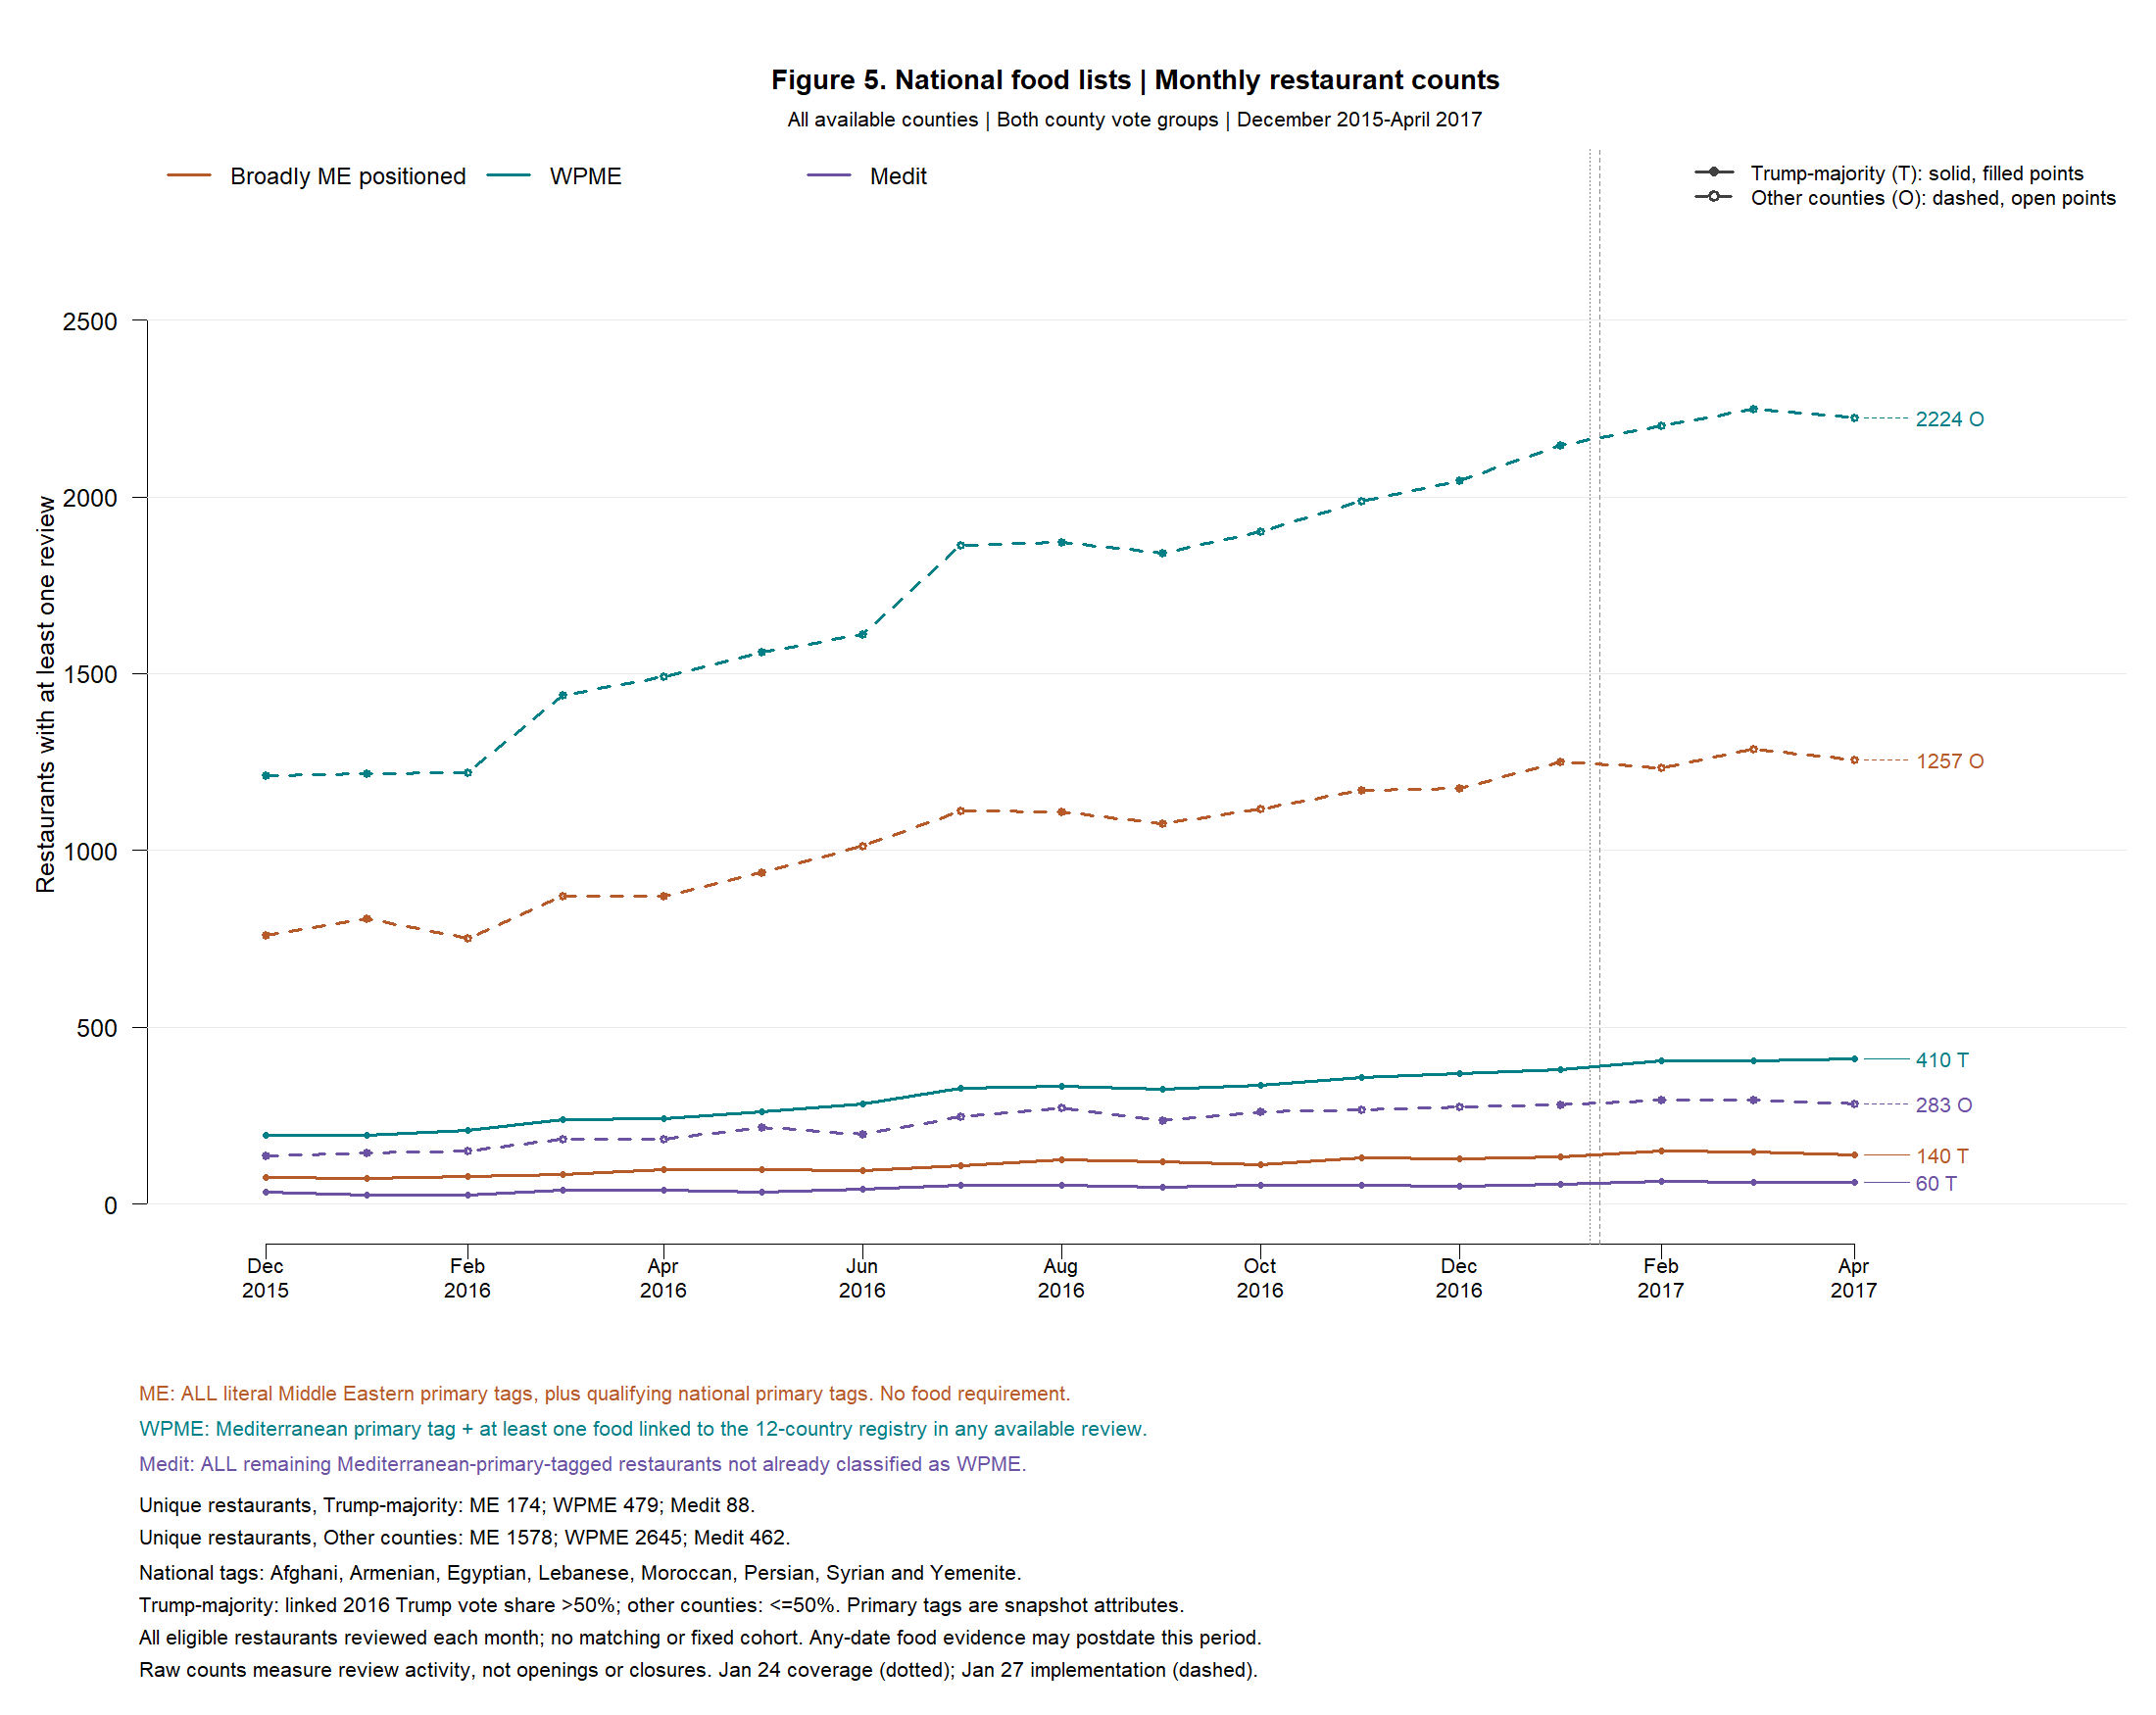 Figure 5. National food lists | Monthly restaurant counts
All available counties | Both county vote groups | December 2015-April 2017
Broadly ME positioned
WPME
Medit
Trump-majority (T): solid, filled points
Other counties (O): dashed, open points
Restaurants with at least one review
2500
2000
1500
1000
500
0
2224 O
1257 O
410 T
283 O
140 T
60 T
Dec
2015
Feb
2016
Apr
2016
Jun
2016
Aug
2016
Oct
2016
Dec
2016
Feb
2017
Apr
2017
ME: ALL literal Middle Eastern primary tags, plus qualifying national primary tags. No food requirement.
WPME: Mediterranean primary tag + at least one food linked to the 12-country registry in any available review.
Medit: ALL remaining Mediterranean-primary-tagged restaurants not already classified as WPME.
Unique restaurants, Trump-majority: ME 174; WPME 479; Medit 88.
Unique restaurants, Other counties: ME 1578; WPME 2645; Medit 462.
National tags: Afghani, Armenian, Egyptian, Lebanese, Moroccan, Persian, Syrian and Yemenite.
Trump-majority: linked 2016 Trump vote share >50%; other counties: <=50%. Primary tags are snapshot attributes.
All eligible restaurants reviewed each month; no matching or fixed cohort. Any-date food evidence may postdate this period.
Raw counts measure review activity, not openings or closures. Jan 24 coverage (dotted); Jan 27 implementation (dashed).